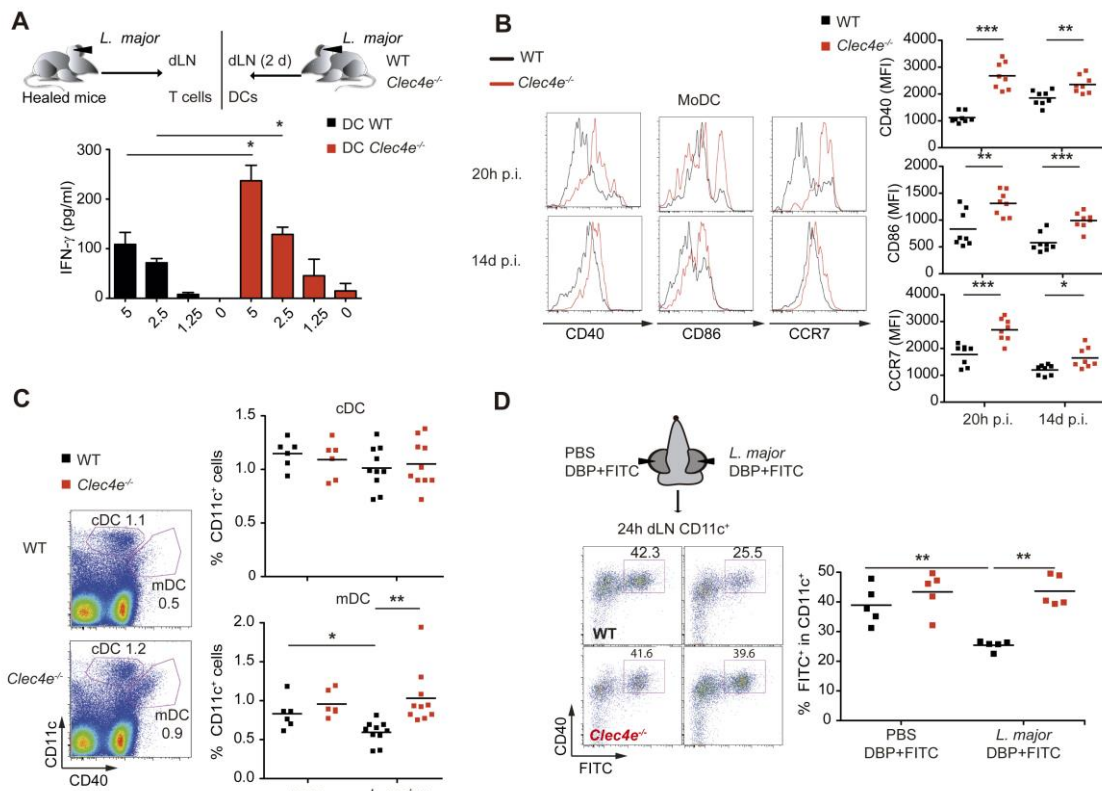 A
L. major
dLN
T cells
Healed mice
dLN (2 d)
DCs
L. major
WT
Clec4e-/-
DC WT
DC Clec4e-/-
*
*
IFN-γ (pg/ml)
300
200
100
0
5 2.5 1.25 0 5 2.5 1.25 0
B
WT
Clec4e-/-
MoDC
20h p.i.
14d p.i.
CD40 CD86 CCR7
WT
Clec4e-/-
*** **
CD40 (MFI)
4000
3000
2000
1000
0
** ***
CD86 (MFI)
2000
1500
1000
500
0
*** *
CCR7 (MFI)
4000
3000
2000
1000
0
20h p.i. 14d p.i.
C
WT
Clec4e-/-
WT
cDC 1.1
mDC
0.5
Clec4e-/-
cDC 1.2
mDC
0.9
CD11c
CD40
cDC
% CD11c+ cells
1.5
1.0
0.5
0.0
mDC
* **
% CD11c+ cells
2.0
1.5
1.0
0.5
0.0
D
PBS
DBP+FITC
L. major
DBP+FITC
24h dLN CD11c+
42.3 25.5
WT
41.6 39.6
Clec4e-/-
CD40
FITC
** **
% FITC+ in CD11c+
50
40
30
20
10
0
PBS
DBP+FITC
L. major
DBP+FITC